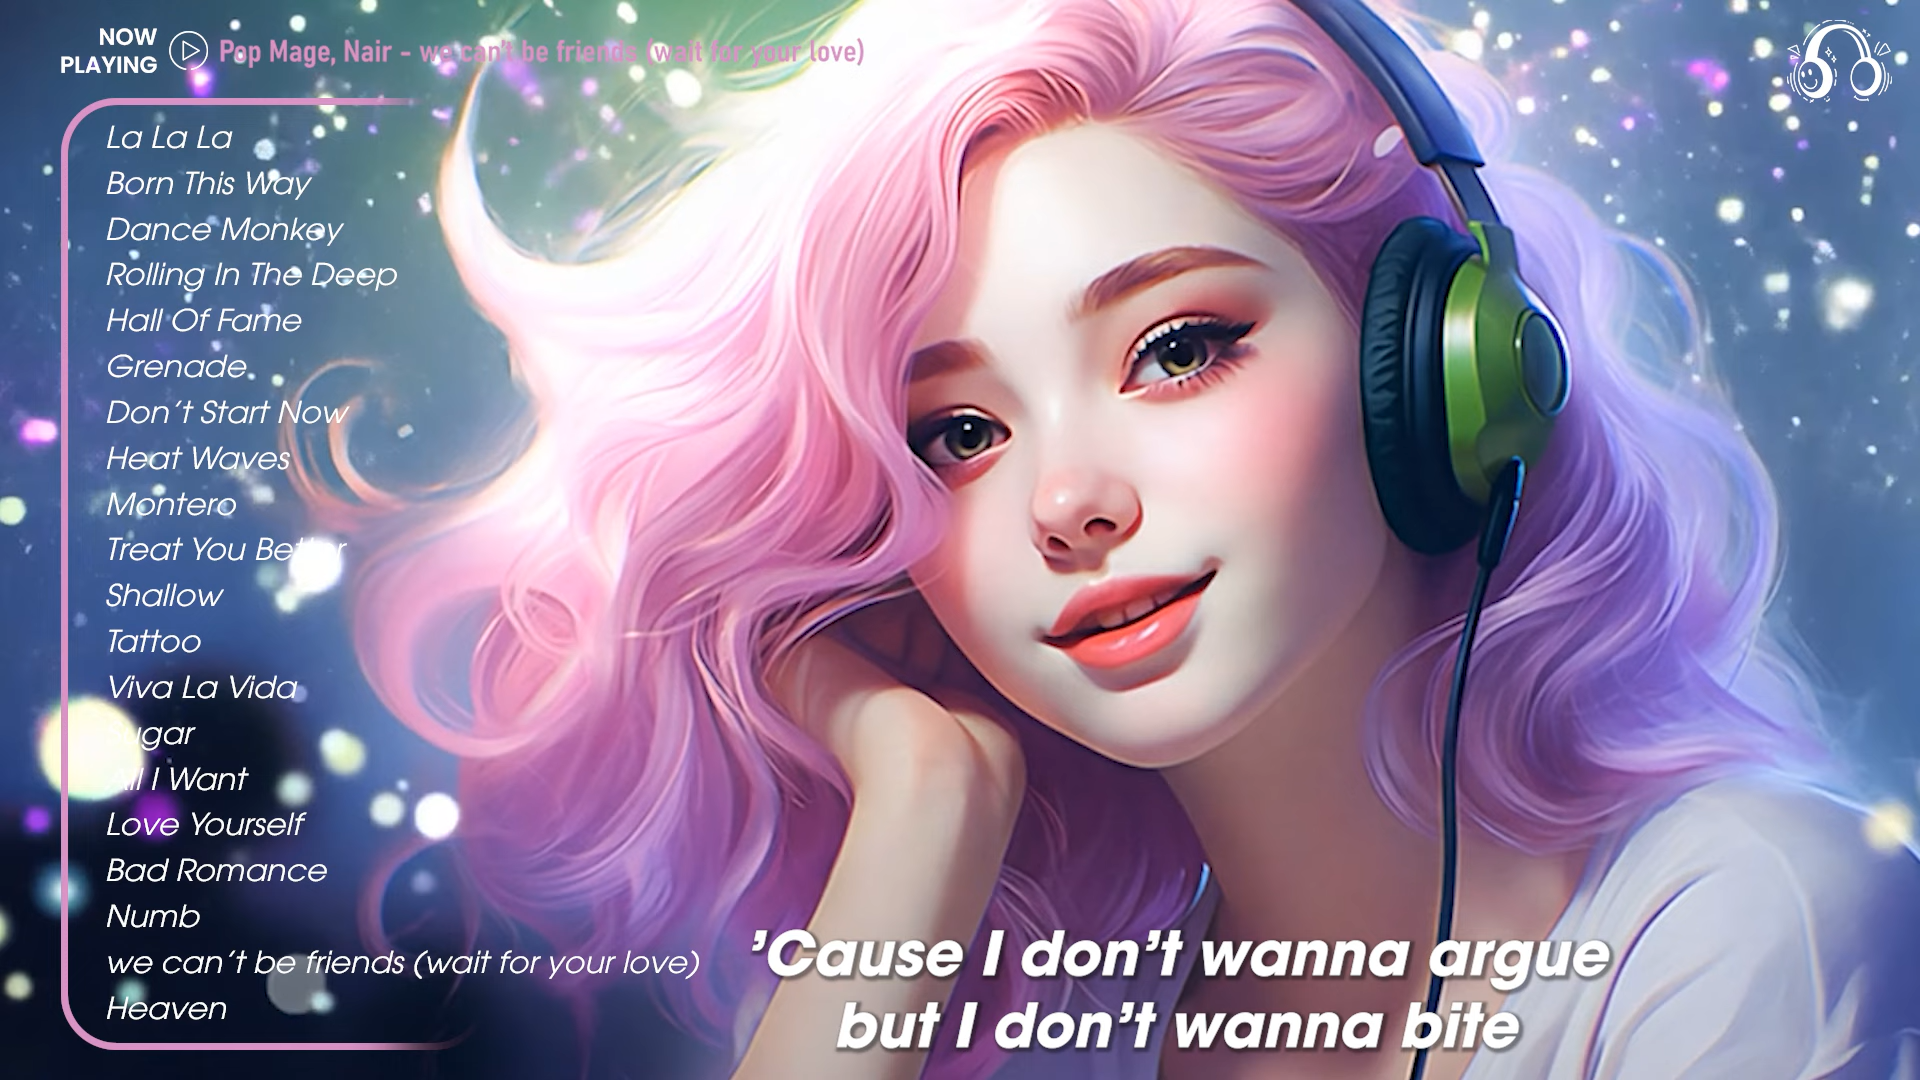 NOW
PLAYING
Pop Mage, Nair - we can't be friends (wait for your love)
La La La
Born This Way
Dance Monkey
Rolling In The Deep
Hall Of Fame
Grenade
Don't Start Now
Heat Waves
Montero
Treat You Better
Shallow
Tattoo
Viva La Vida
Sugar
All I Want
Love Yourself
Bad Romance
Numb
we can't be friends (wait for your love)
Heaven
'Cause I don't wanna argue
but I don't wanna bite